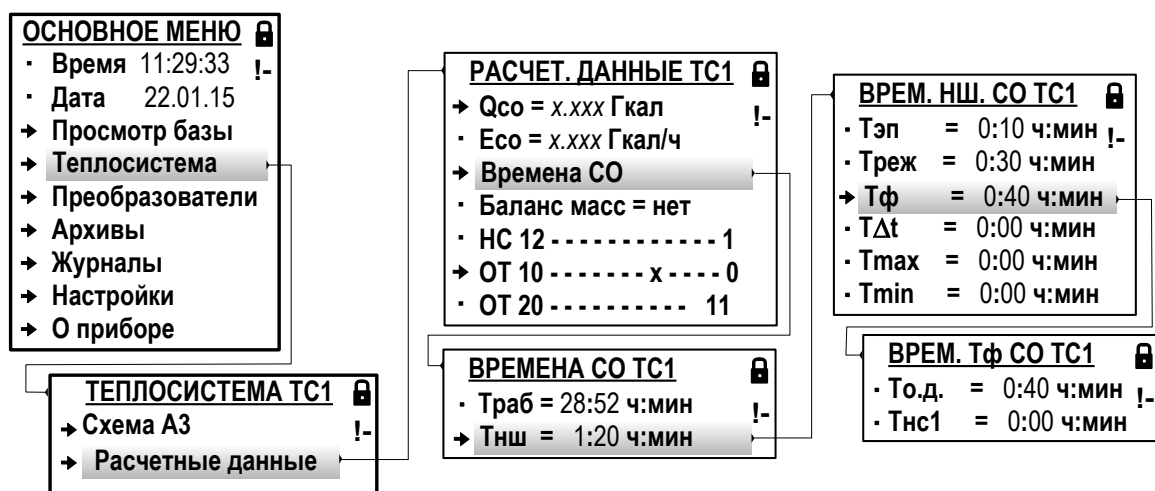 ОСНОВНОЕ МЕНЮ
· Время 11:29:33 !-
· Дата 22.01.15
→ Просмотр базы
→ Теплосистема
→ Преобразователи
→ Архивы
→ Журналы
→ Настройки
→ О приборе
ТЕПЛОСИСТЕМА ТС1
→ Схема А3 !-
→ Расчетные данные
РАСЧЕТ. ДАННЫЕ ТС1
→ Qсо = x.xxx Гкал !-
· Eсо = x.xxx Гкал/ч
→ Времена СО
· Баланс масс = нет
· НС 12 - - - - - - - - - - - - 1
→ ОТ 10 - - - - - - - x - - - - 0
· ОТ 20 - - - - - - - - - - 11
ВРЕМЕНА СО ТС1
· Траб = 28:52 ч:мин !-
→ Тнш = 1:20 ч:мин
ВРЕМ. НШ. СО ТС1
· Тэп = 0:10 ч:мин !-
· Треж = 0:30 ч:мин
→ Тф = 0:40 ч:мин
· ТΔt = 0:00 ч:мин
· Tmax = 0:00 ч:мин
· Tmin = 0:00 ч:мин
ВРЕМ. Тф СО ТС1
· То.д. = 0:40 ч:мин !-
· Тнс1 = 0:00 ч:мин